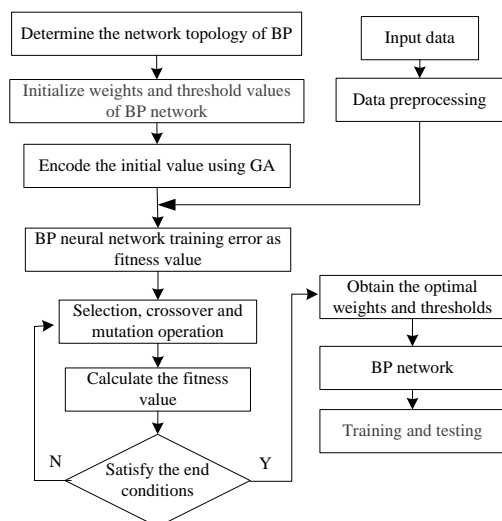 Determine the network topology of BP
Input data
Initialize weights and threshold values
of BP network
Data preprocessing
Encode the initial value using GA
BP neural network training error as
fitness value
Obtain the optimal
weights and thresholds
Selection, crossover and
mutation operation
BP network
Calculate the fitness
value
Training and testing
N
Satisfy the end
conditions
Y